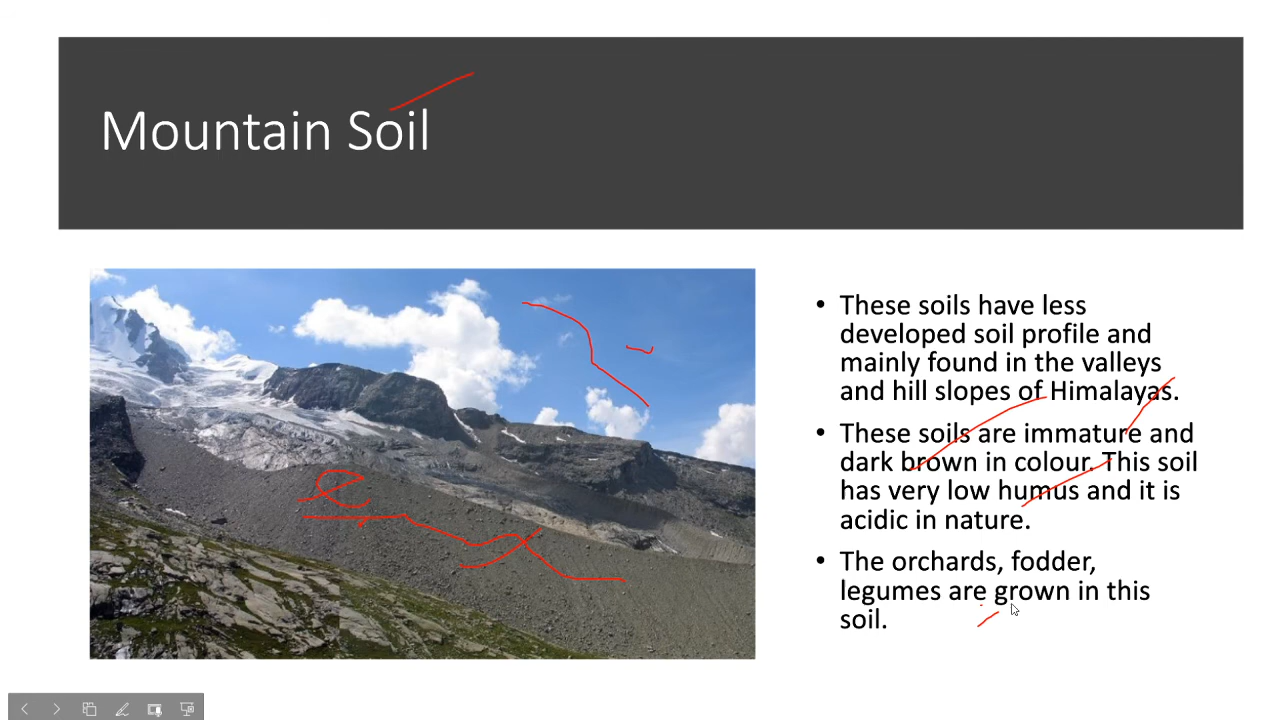 Mountain Soil
• These soils have less
developed soil profile and
mainly found in the valleys
and hill slopes of Himalayas.
• These soils are immature and
dark brown in colour. This soil
has very low humus and it is
acidic in nature.
• The orchards, fodder,
legumes are grown in this
soil.